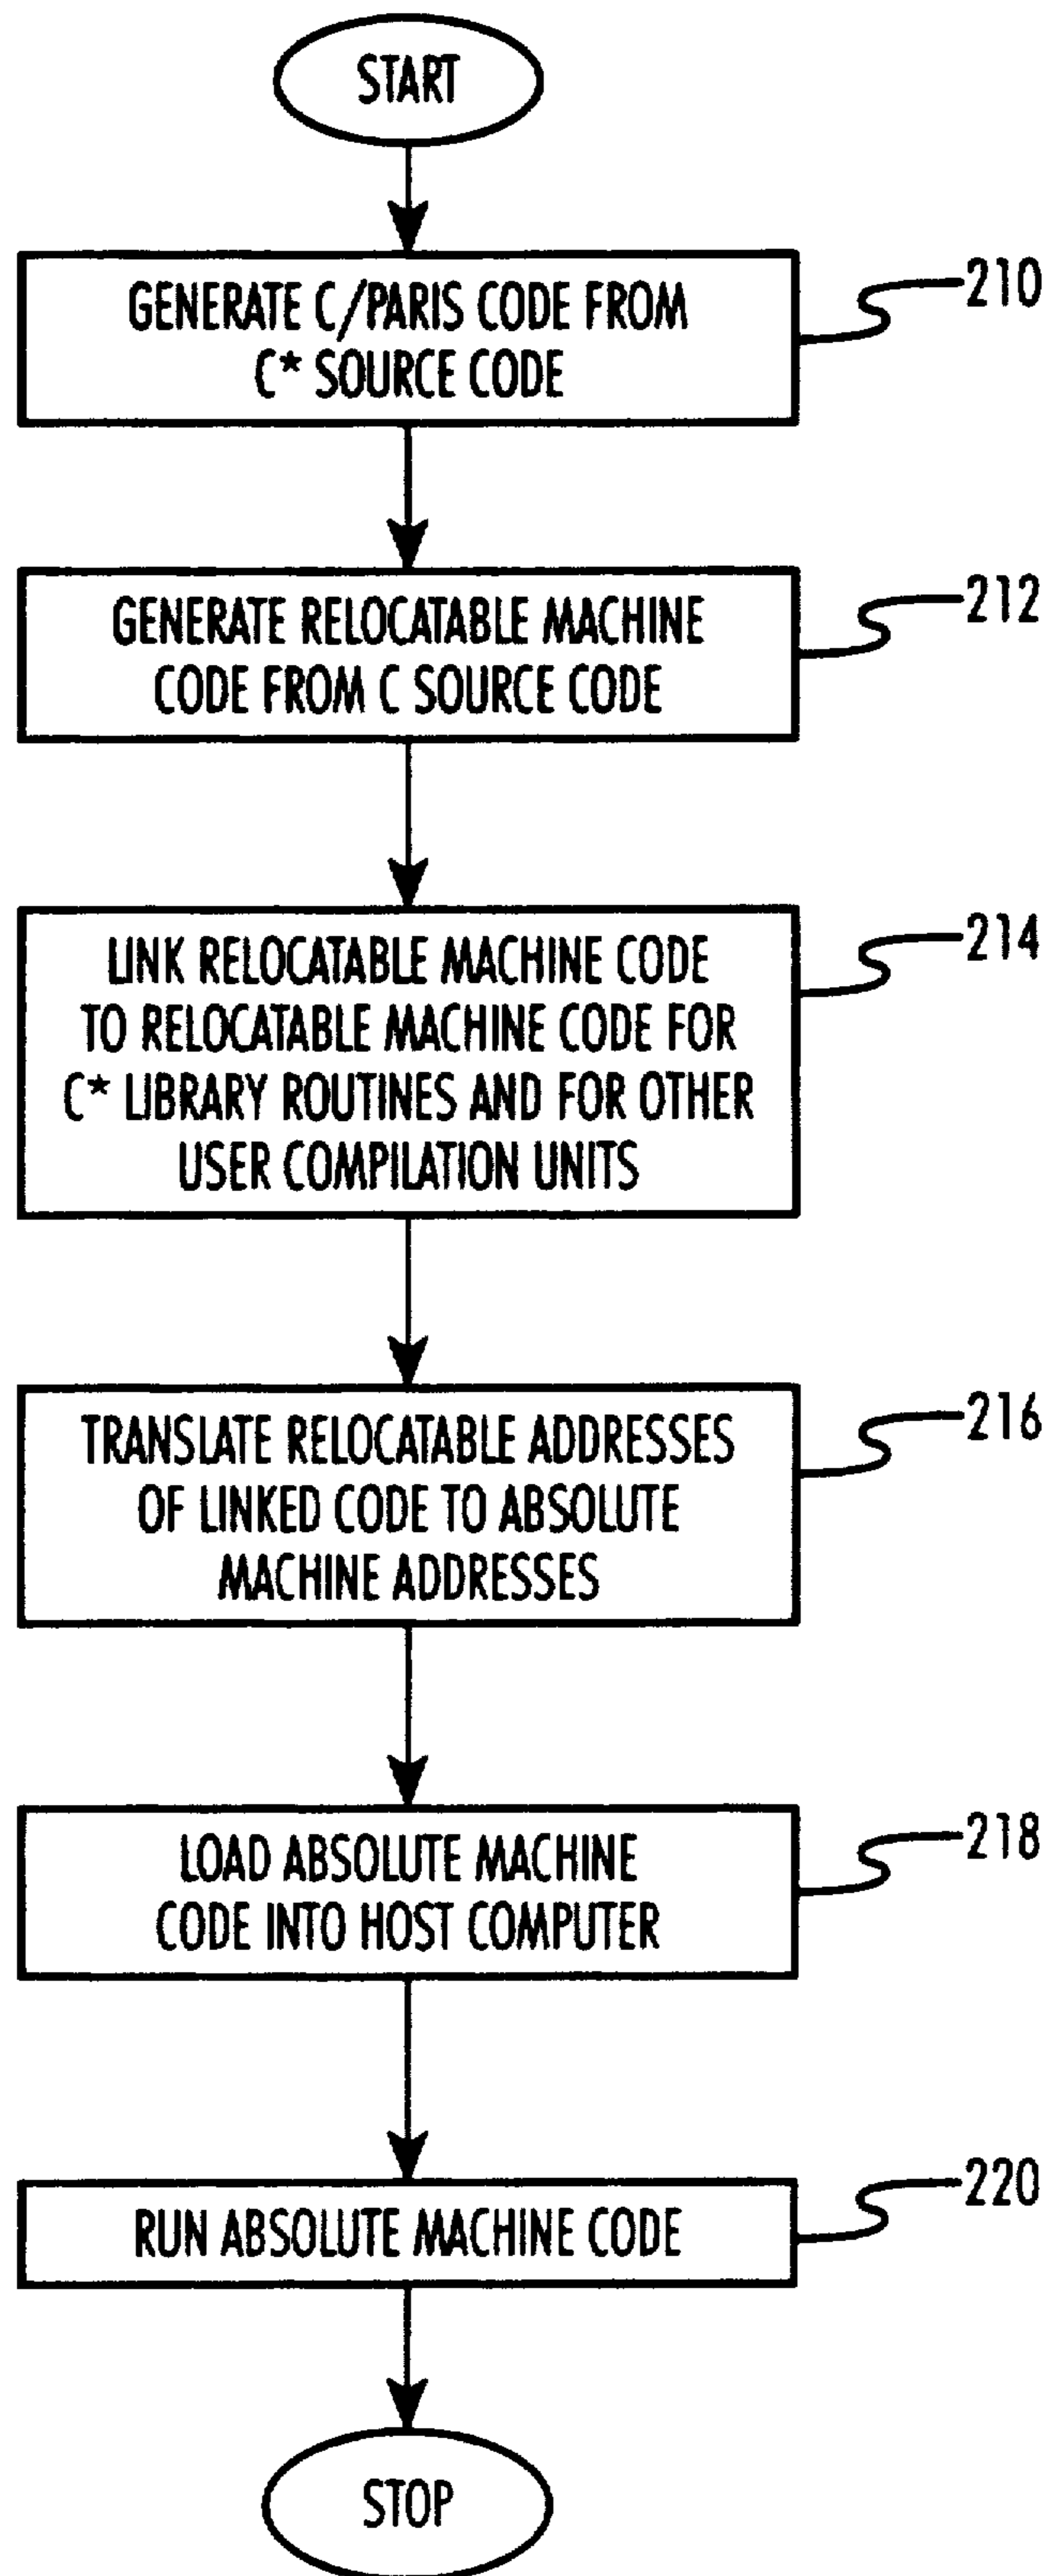 START
GENERATE C/PARIS CODE FROM
C* SOURCE CODE
210
GENERATE RELOCATABLE MACHINE
CODE FROM C SOURCE CODE
212
LINK RELOCATABLE MACHINE CODE
TO RELOCATABLE MACHINE CODE FOR
C* LIBRARY ROUTINES AND FOR OTHER
USER COMPILATION UNITS
214
TRANSLATE RELOCATABLE ADDRESSES
OF LINKED CODE TO ABSOLUTE
MACHINE ADDRESSES
216
LOAD ABSOLUTE MACHINE
CODE INTO HOST COMPUTER
218
RUN ABSOLUTE MACHINE CODE
220
STOP